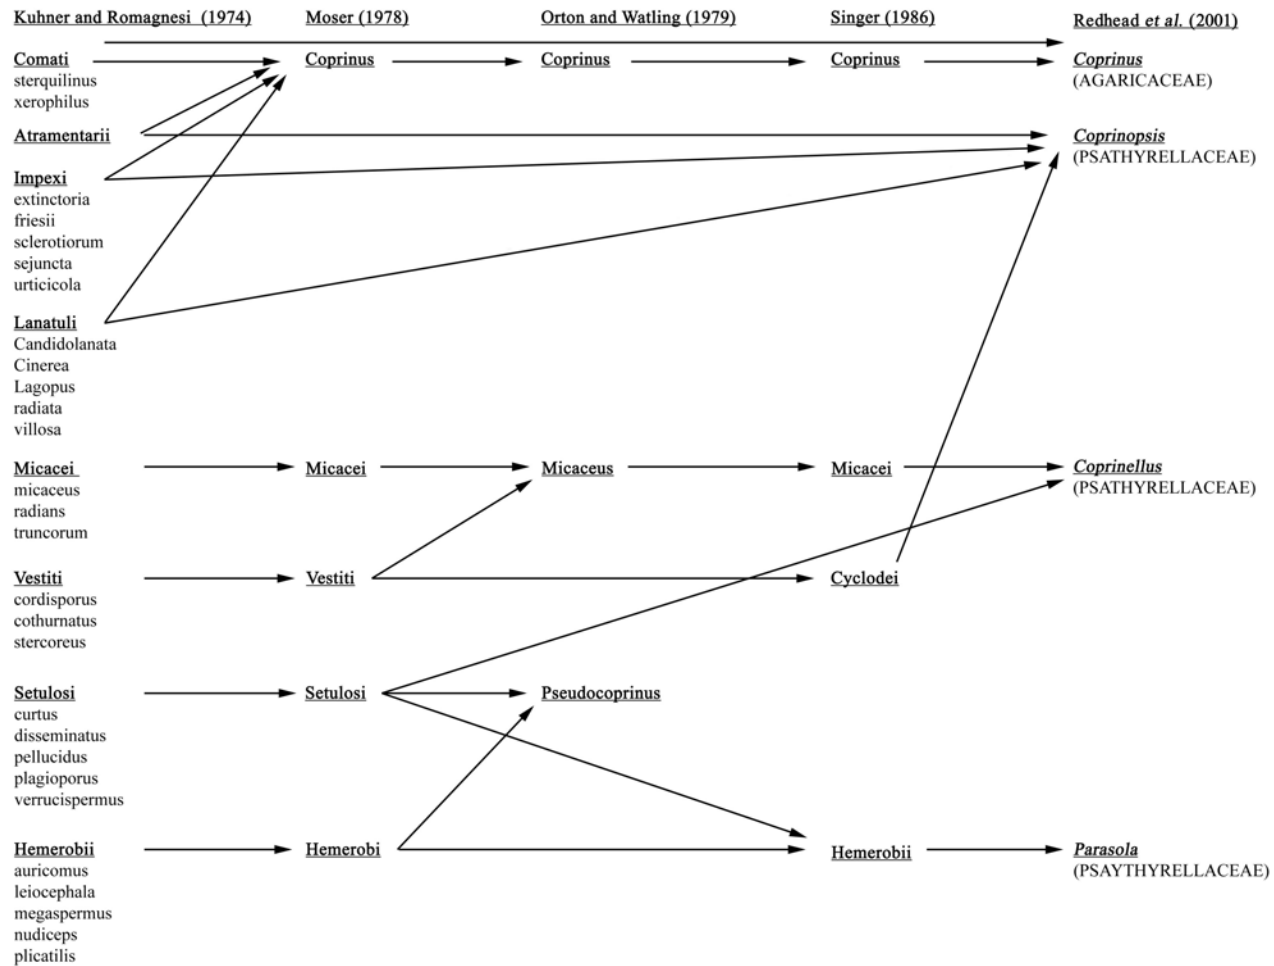 Kuhner and Romagnesi (1974)
Moser (1978)
Orton and Watling (1979)
Singer (1986)
Redhead et al. (2001)
Comati
sterquilinus
xerophilus
Coprinus
Coprinus
Coprinus
Coprinus
(AGARICACEAE)
Atramentarii
Coprinopsis
(PSATHYRELLACEAE)
Impexi
extinctoria
friesii
sclerotiorum
sejuncta
urticicola
Lanatuli
Candidolanata
Cinerea
Lagopus
radiata
villosa
Micacei
micaceus
radians
truncorum
Micacei
Micaceus
Micacei
Coprinellus
(PSATHYRELLACEAE)
Vestiti
cordisporus
cothurnatus
stercoreus
Vestiti
Cyclodei
Setulosi
curtus
disseminatus
pellucidus
plagioporus
verrucispermus
Setulosi
Pseudocoprinus
Hemerobii
auricomus
leiocephala
megaspermus
nudiceps
plicatilis
Hemerobi
Hemerobii
Parasola
(PSAYTHYRELLACEAE)